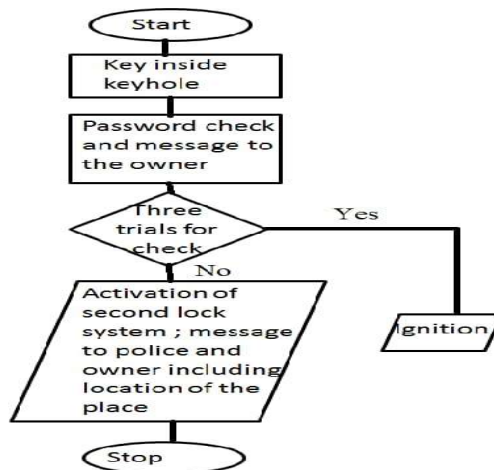 Start
Key inside
keyhole
Password check
and message to
the owner
Three
trials for
check
Yes
No
Activation of
second lock
system ; message
to police and
owner including
location of the
place
Ignition
Stop